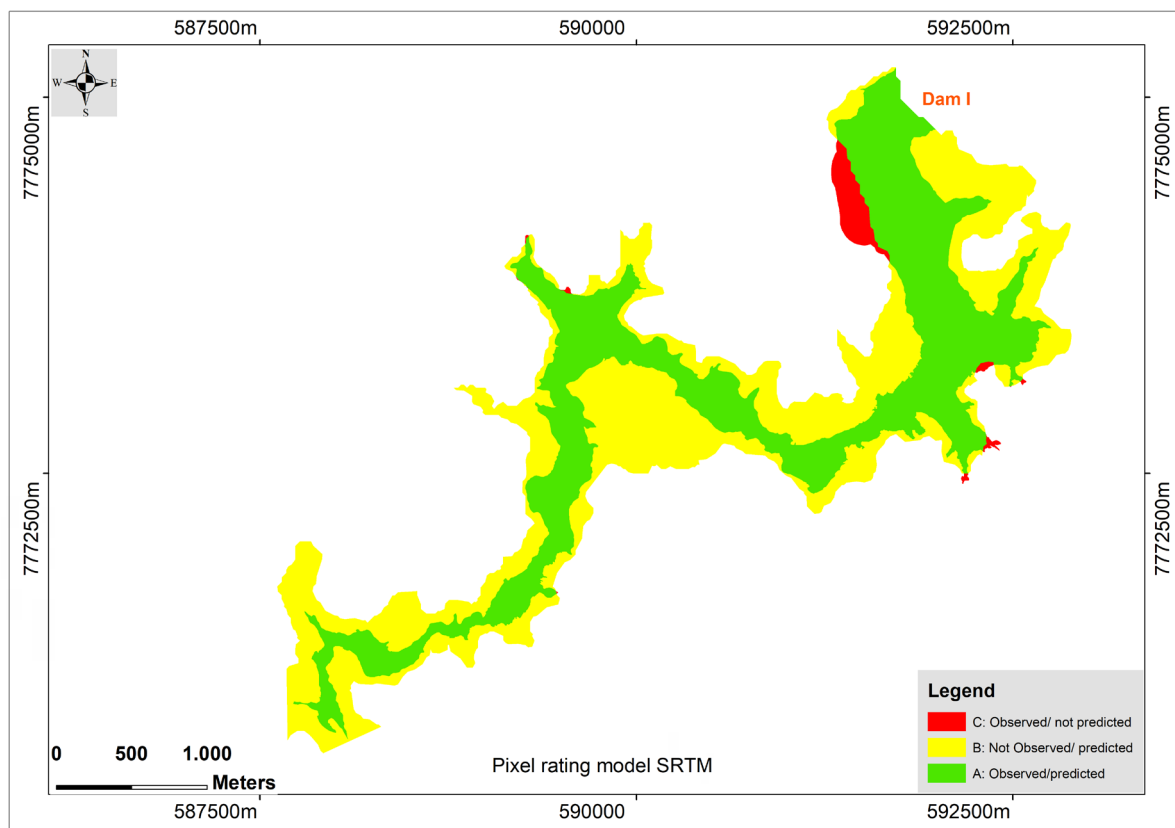 587500m 590000 592500m
N
W E
S
Dam I
7775000m 7775000m
7772500m 7772500m
Legend
C: Observed/ not predicted
B: Not Observed/ predicted
A: Observed/predicted
0 500 1.000
Meters
Pixel rating model SRTM
587500m 590000 592500m